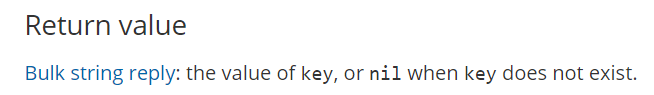 Return value
Bulk string reply: the value of key, or nil when key does not exist.